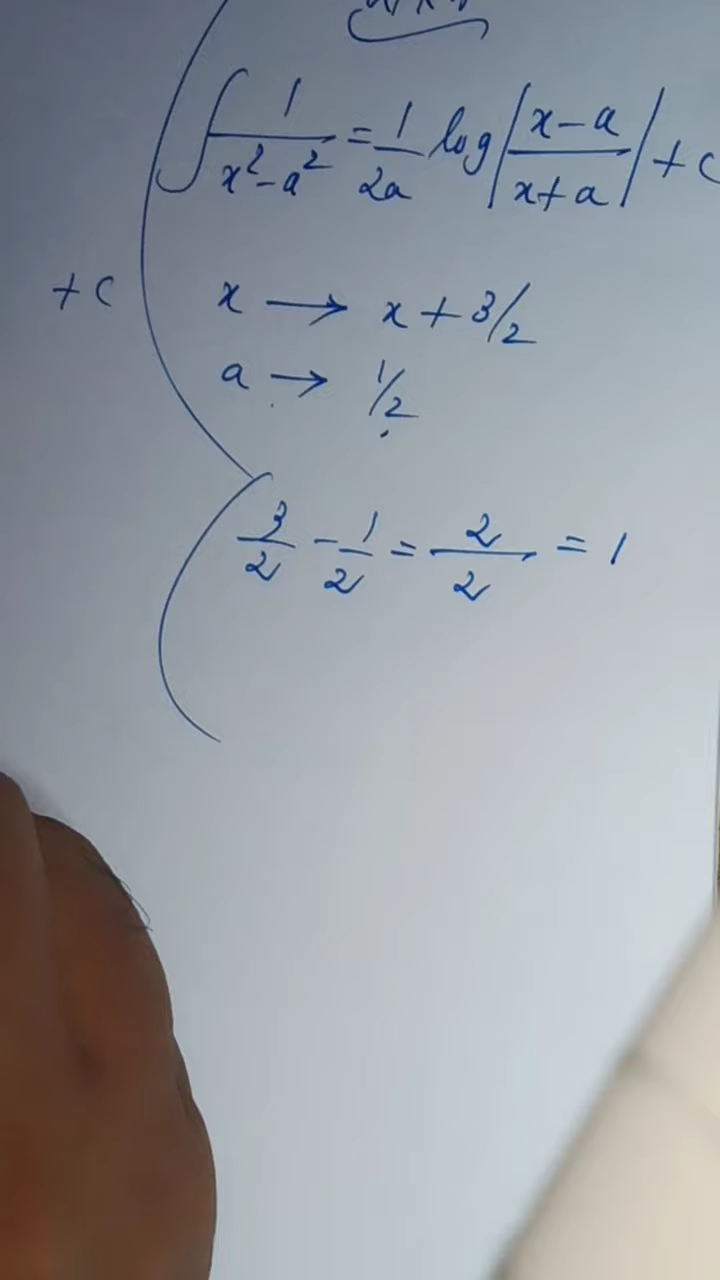 ∫ 1/(x² - a²) = 1/(2a) log |(x - a)/(x + a)| + c
+ c
x → x + 3/2
a → 1/2
3/2 - 1/2 = 2/2 = 1